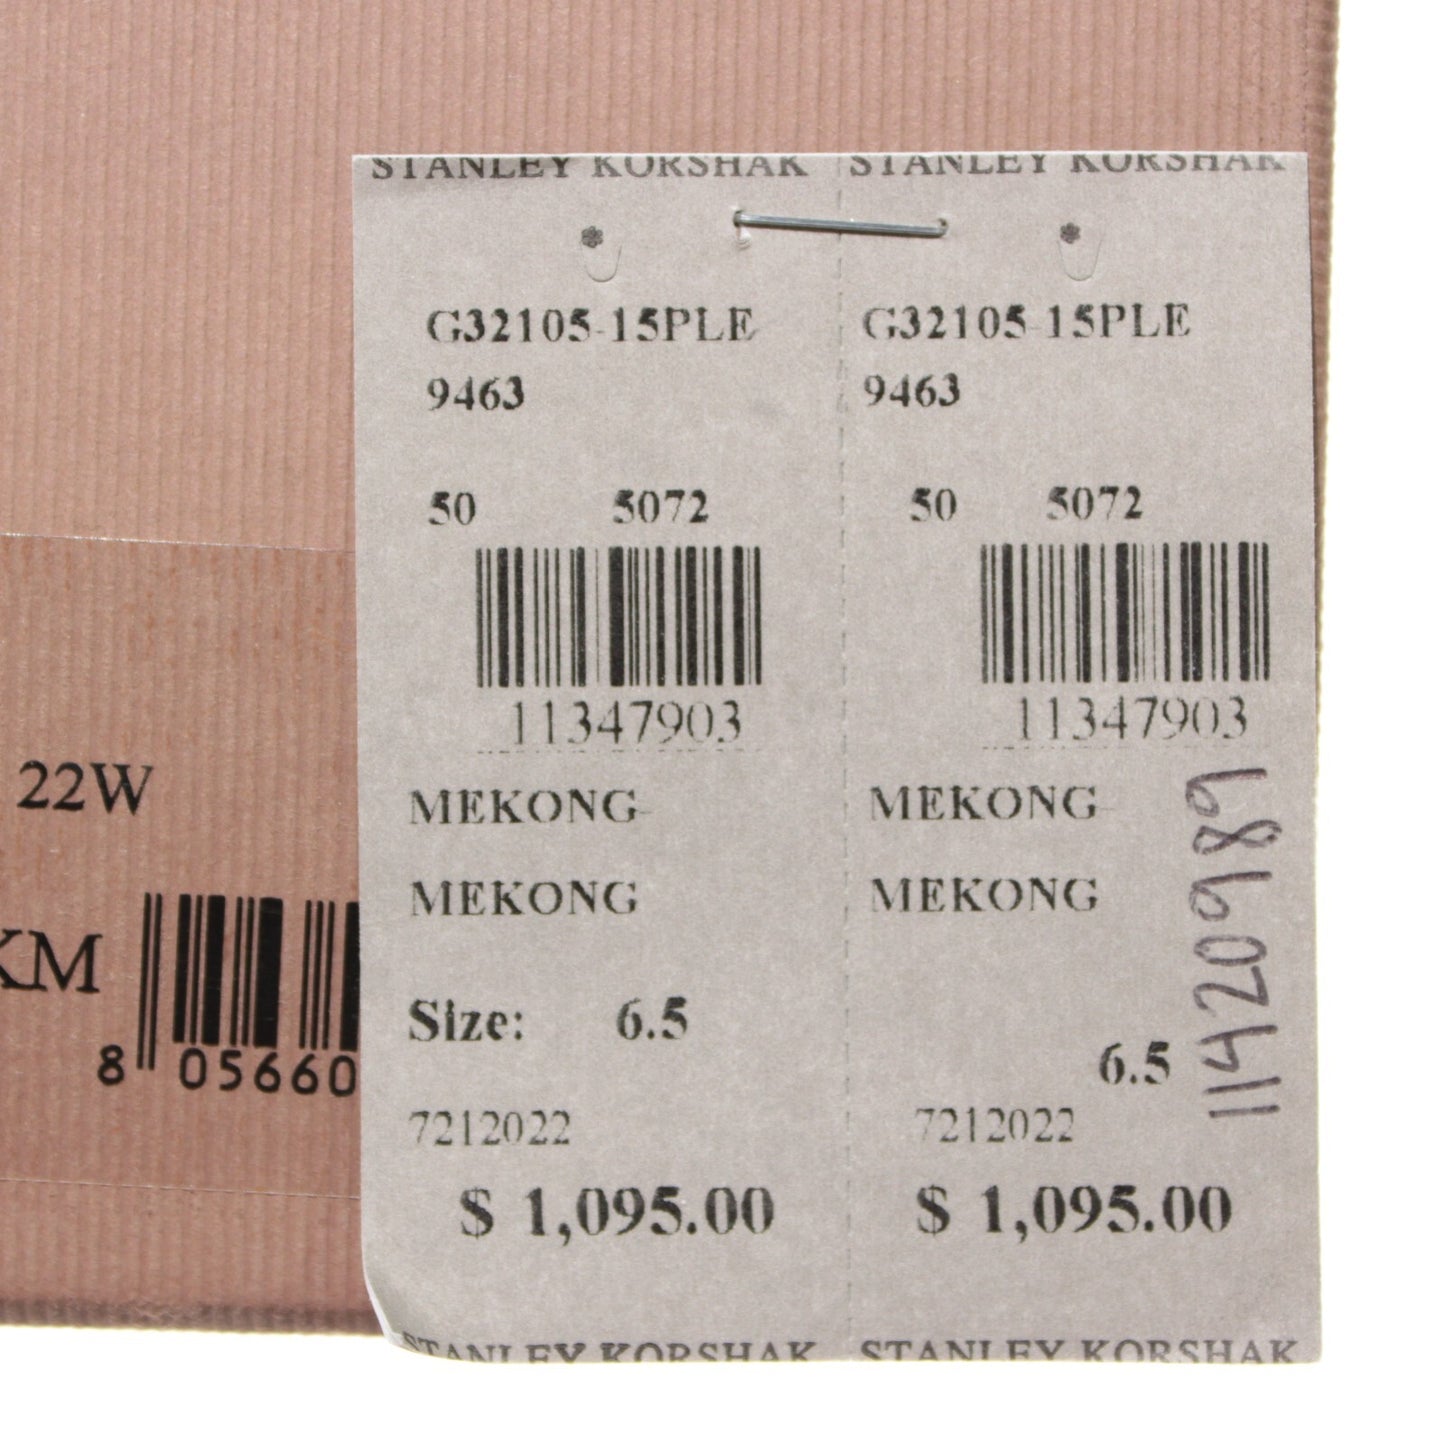 STANLEY KORSHAK STANLEY KORSHAK
G32105-15PLE
9463
50 5072
11347903
MEKONG
MEKONG
Size: 6.5
7212022
$ 1,095.00
G32105 15PLE
9463
50 5072
11347903
MEKONG
MEKONG
6.5
7212022
$ 1,095.00
11420989
STANLEY KORSHAK STANLEY KORSHAK
22W
KM
8 05660